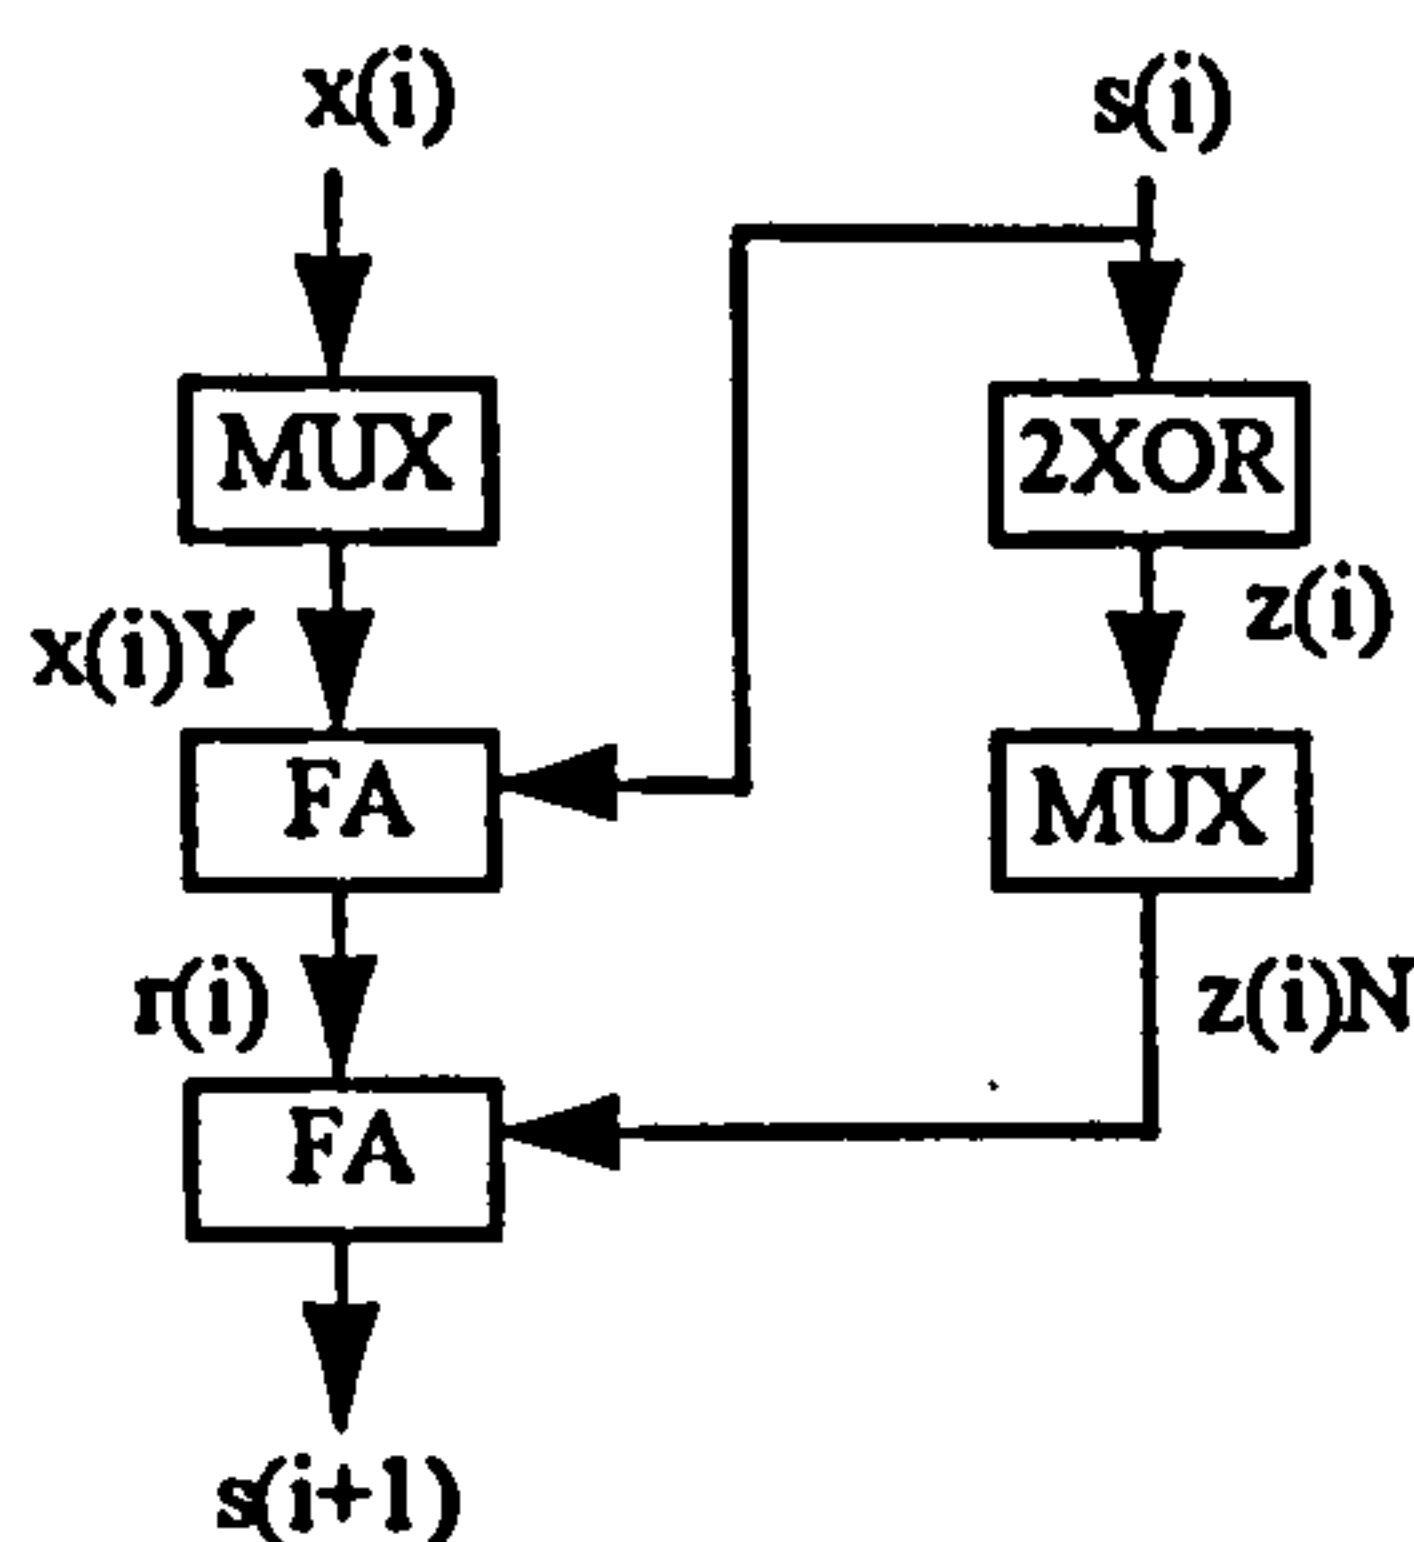 x(i)
s(i)
MUX
2XOR
x(i)Y
z(i)
FA
MUX
r(i)
z(i)N
FA
s(i+1)